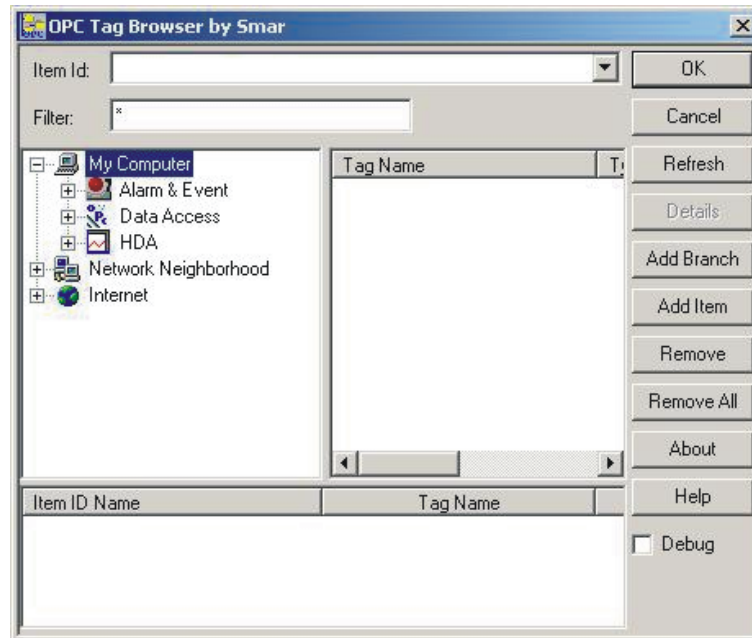 OPC Tag Browser by Smar
Item Id:
OK
Filter: *
Cancel
My Computer
Alarm & Event
Data Access
HDA
Network Neighborhood
Internet
Tag Name
Refresh
Details
Add Branch
Add Item
Remove
Remove All
About
Item ID Name Tag Name
Help
Debug